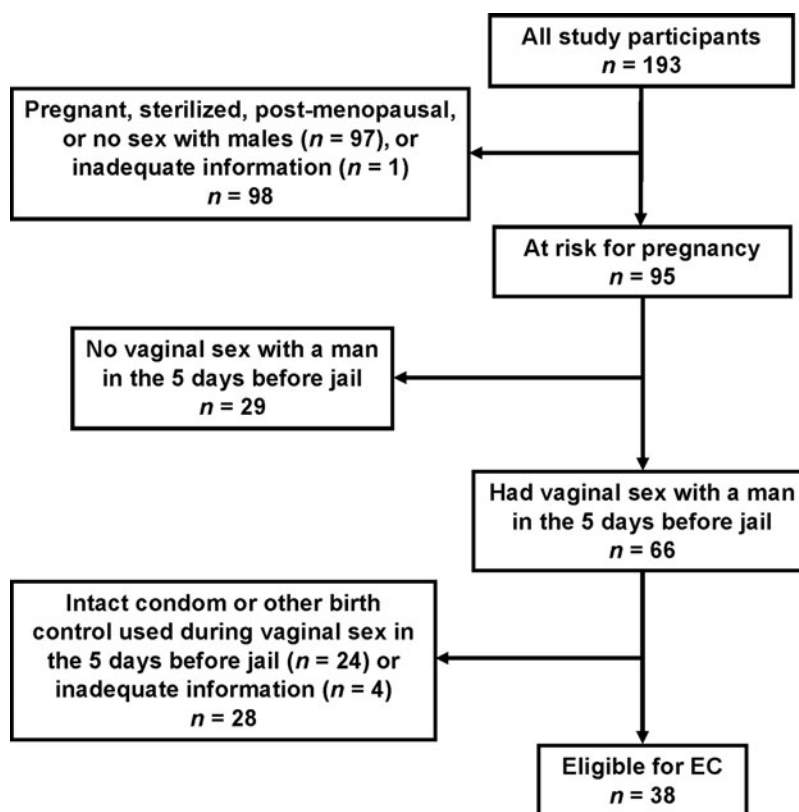 All study participants
n = 193
Pregnant, sterilized, post-menopausal,
or no sex with males (n = 97), or
inadequate information (n = 1)
n = 98
At risk for pregnancy
n = 95
No vaginal sex with a man
in the 5 days before jail
n = 29
Had vaginal sex with a man
in the 5 days before jail
n = 66
Intact condom or other birth
control used during vaginal sex in
the 5 days before jail (n = 24) or
inadequate information (n = 4)
n = 28
Eligible for EC
n = 38